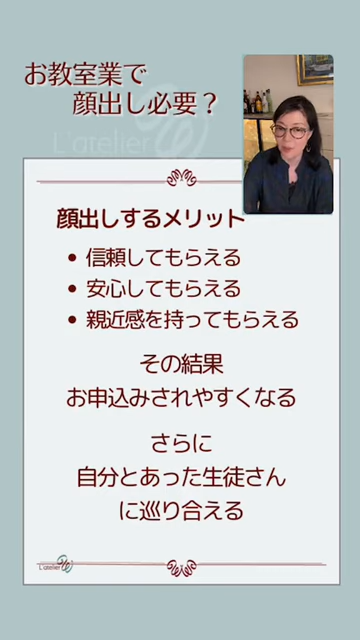 お教室業で
顔出し必要？
L'atelier
顔出しするメリット
• 信頼してもらえる
• 安心してもらえる
• 親近感を持ってもらえる
その結果
お申込みされやすくなる
さらに
自分とあった生徒さん
に巡り合える
L'atelier